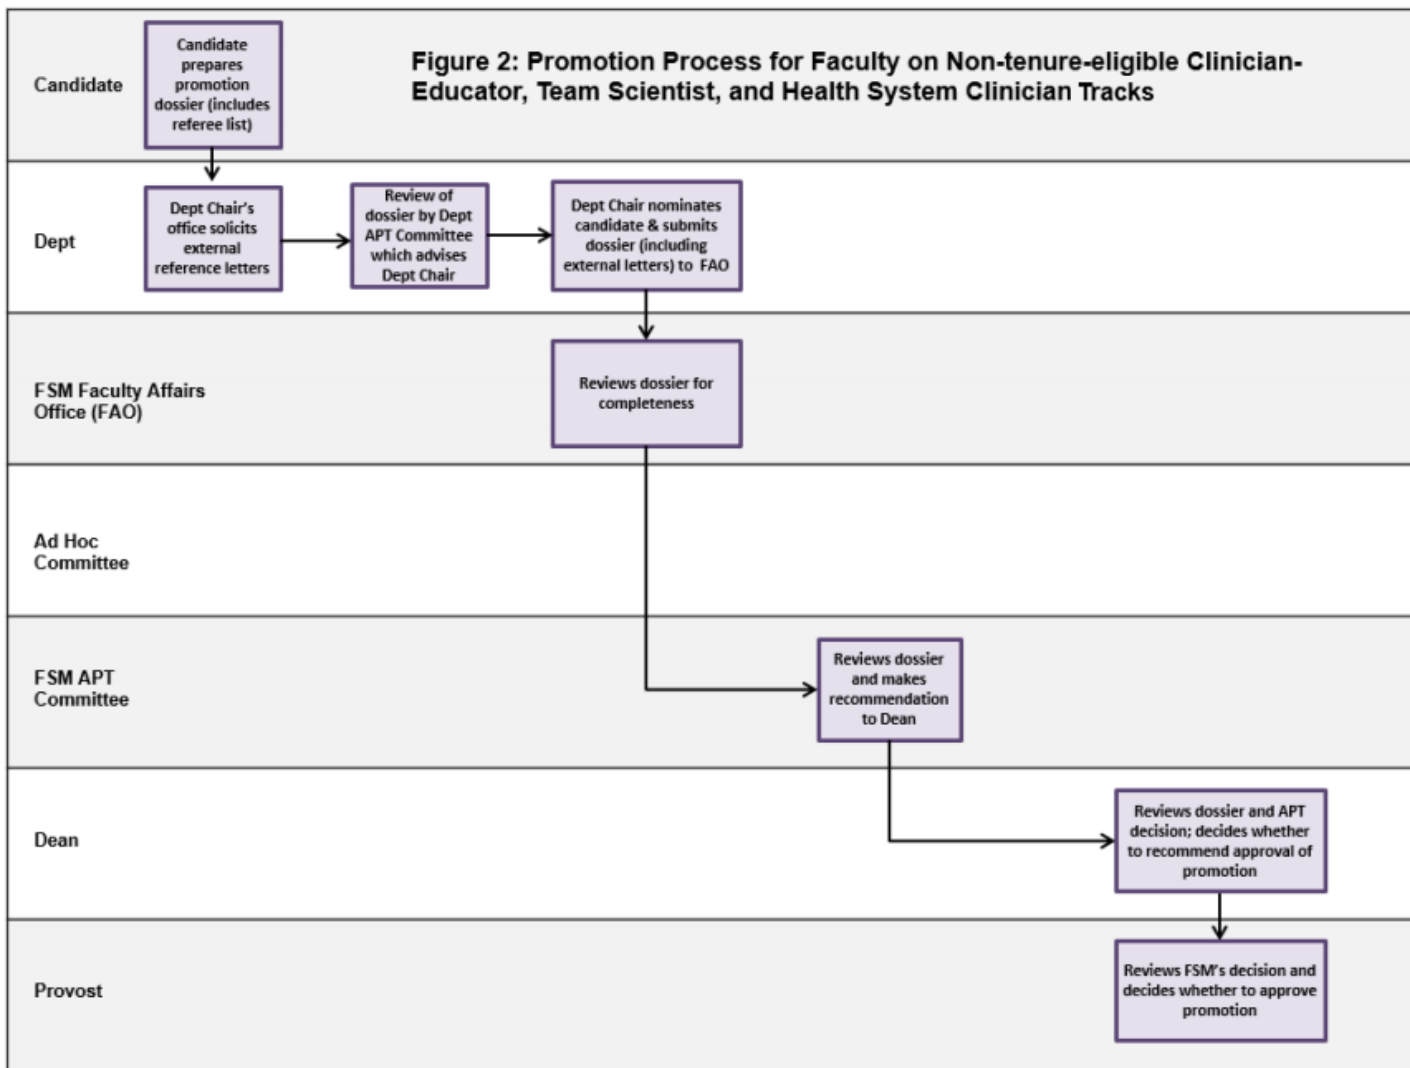 Candidate
Candidate
prepares
promotion
dossier (includes
referee list)
Figure 2: Promotion Process for Faculty on Non-tenure-eligible Clinician-
Educator, Team Scientist, and Health System Clinician Tracks
Dept
Dept Chair's
office solicits
external
reference letters
Review of
dossier by Dept
APT Committee
which advises
Dept Chair
Dept Chair nominates
candidate & submits
dossier (including
external letters) to FAO
FSM Faculty Affairs
Office (FAO)
Reviews dossier for
completeness
Ad Hoc
Committee
FSM APT
Committee
Reviews dossier
and makes
recommendation
to Dean
Dean
Reviews dossier and APT
decision; decides whether
to recommend approval of
promotion
Provost
Reviews FSM's decision and
decides whether to approve
promotion